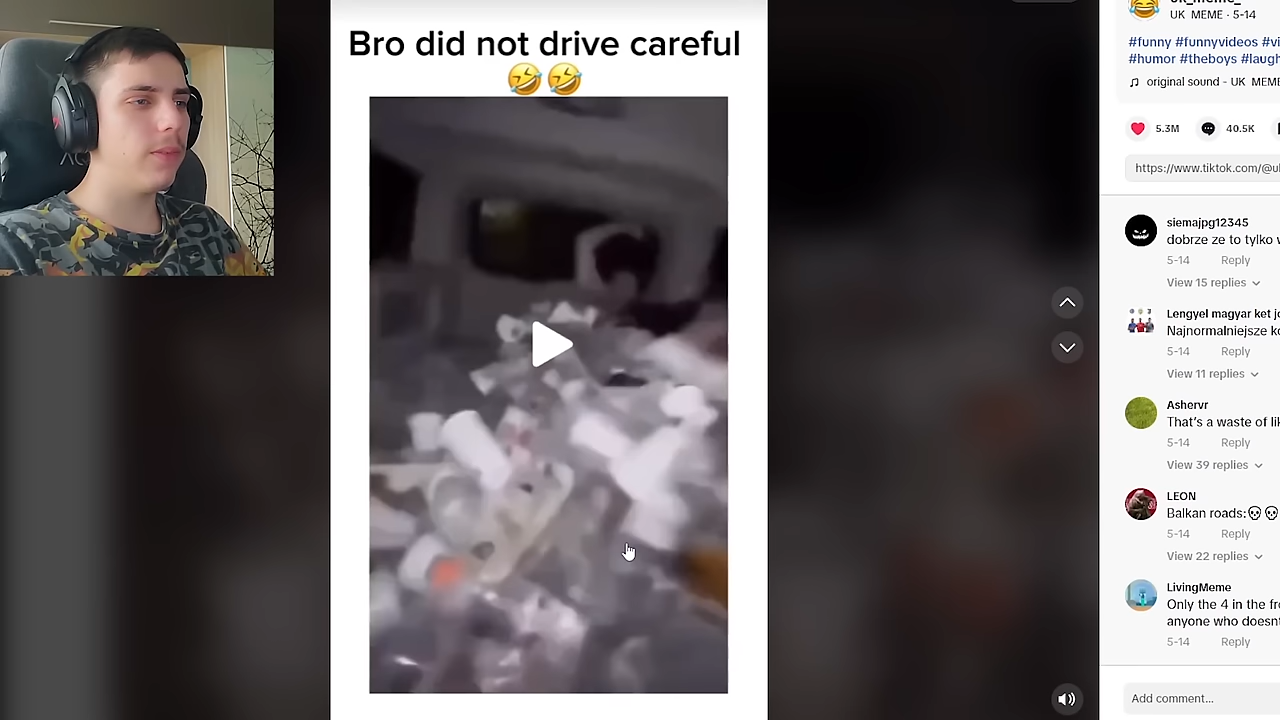 Bro did not drive careful
🤣🤣
UK MEME · 5-14
#funny #funnyvideos
#humor #theboys
original sound - UK MEME
5.3M
40.5K
https://www.tiktok.com/@
siemajpg12345
dobrze ze to tylko
5-14 Reply
View 15 replies
Lengyel magyar ket
Najnormalniejsze
5-14 Reply
View 11 replies
Ashervr
That's a waste of
5-14 Reply
View 39 replies
LEON
Balkan roads:💀💀
5-14 Reply
View 22 replies
LivingMeme
Only the 4 in the
anyone who
5-14 Reply
Add comment...